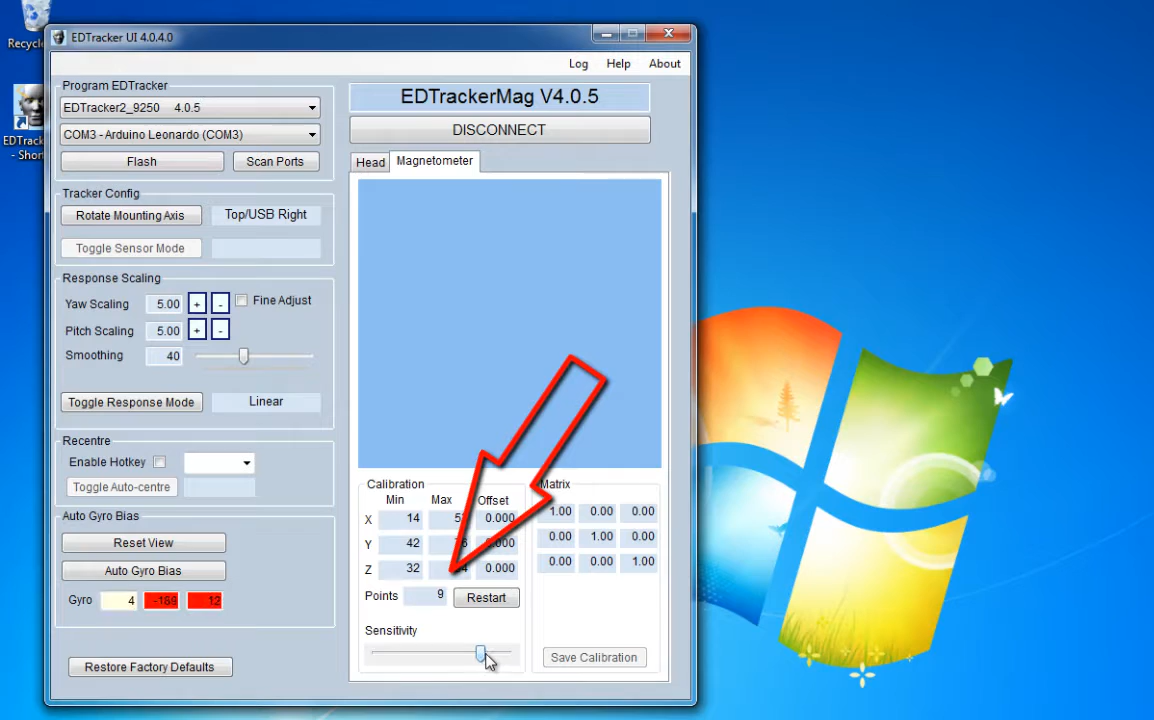 Recycle
EDTracker UI 4.0.4.0
Log Help About
Program EDTracker
EDTracker2_9250 4.0.5
COM3 - Arduino Leonardo (COM3)
Flash Scan Ports
EDTrackerMag V4.0.5
DISCONNECT
Head Magnetometer
EDTrack
- Shor
Tracker Config
Rotate Mounting Axis Top/USB Right
Toggle Sensor Mode
Response Scaling
Yaw Scaling 5.00 + - Fine Adjust
Pitch Scaling 5.00 + -
Smoothing 40
Toggle Response Mode Linear
Recentre
Enable Hotkey
Toggle Auto-centre
Auto Gyro Bias
Reset View
Auto Gyro Bias
Gyro 4 -189 12
Restore Factory Defaults
Calibration
Min Max Offset
X 14 0.000
Y 42 0.000
Z 32 0.000
Points 9 Restart
Sensitivity
Matrix
1.00 0.00 0.00
0.00 1.00 0.00
0.00 0.00 1.00
Save Calibration